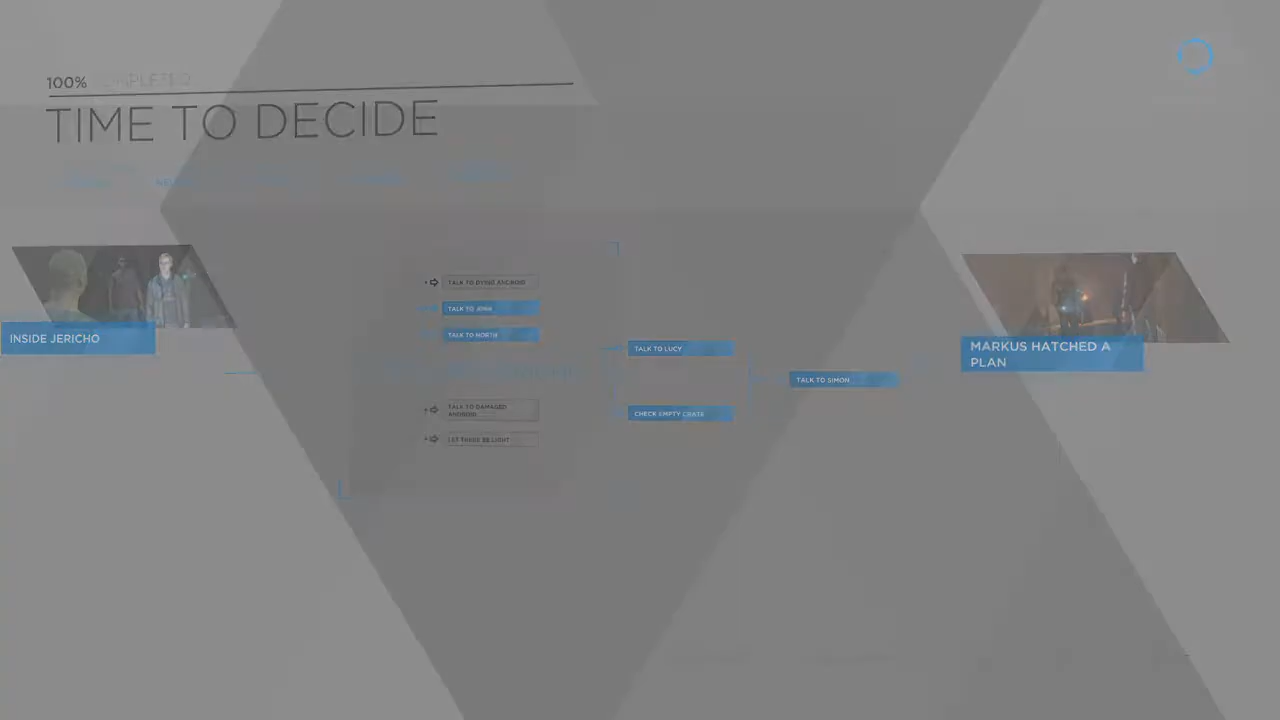 100% COMPLETED
TIME TO DECIDE
TALK TO DYING ANDROID
TALK TO JOSH
TALK TO NORTH
INSIDE JERICHO
TALK TO LUCY
MARKUS HATCHED A
PLAN
TALK TO SIMON
TALK TO DAMAGED
ANDROID
CHECK EMPTY CRATE
LET THERE BE LIGHT